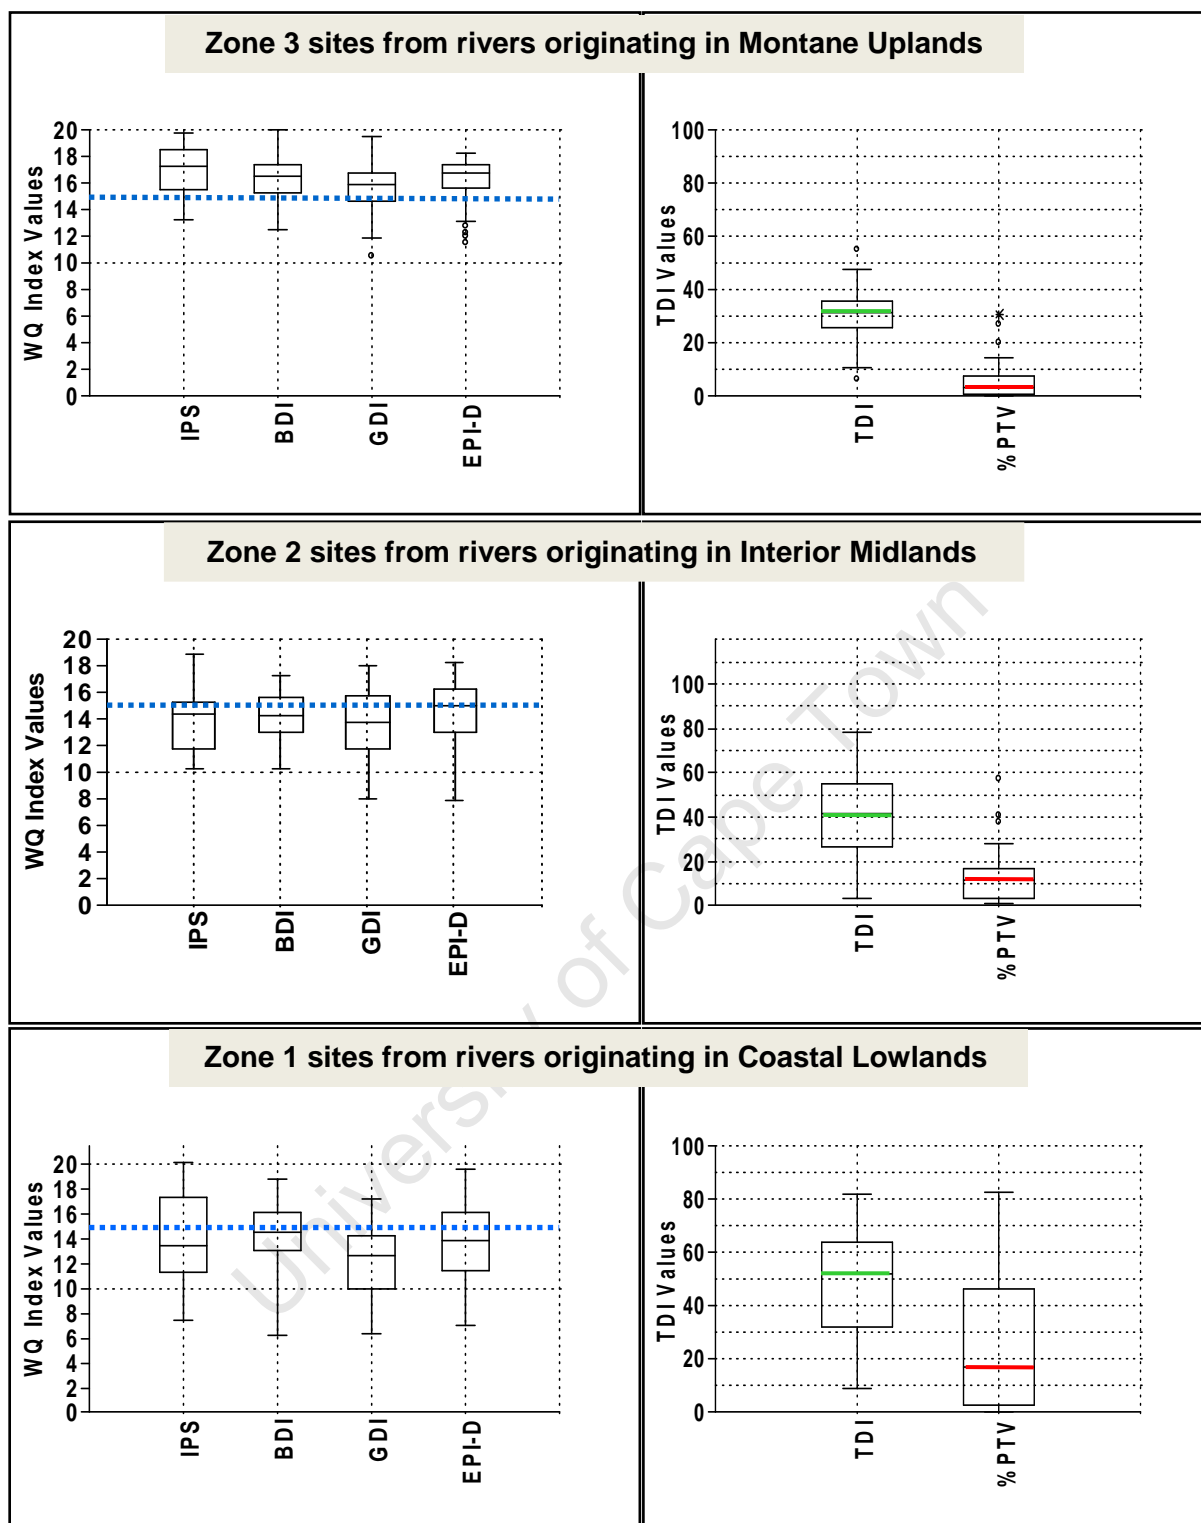 Zone 3 sites from rivers originating in Montane Uplands
WQ Index Values
20
18
16
14
12
10
8
6
4
2
0
IPS
BDI
GDI
EPI-D
TDI Values
100
80
60
40
20
0
TDI
%PTV
Zone 2 sites from rivers originating in Interior Midlands
WQ Index Values
20
18
16
14
12
10
8
6
4
2
0
IPS
BDI
GDI
EPI-D
TDI Values
100
80
60
40
20
0
TDI
%PTV
Zone 1 sites from rivers originating in Coastal Lowlands
WQ Index Values
20
18
16
14
12
10
8
6
4
2
0
IPS
BDI
GDI
EPI-D
TDI Values
100
80
60
40
20
0
TDI
%PTV
University of Cape Town